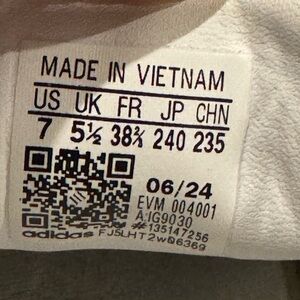 MADE IN VIETNAM
US UK FR JP CHN
7 5½ 38⅔ 240 235
06/24
EVM 004001
A:IG9030
#135147256
adidas FJ5LHT2w06369